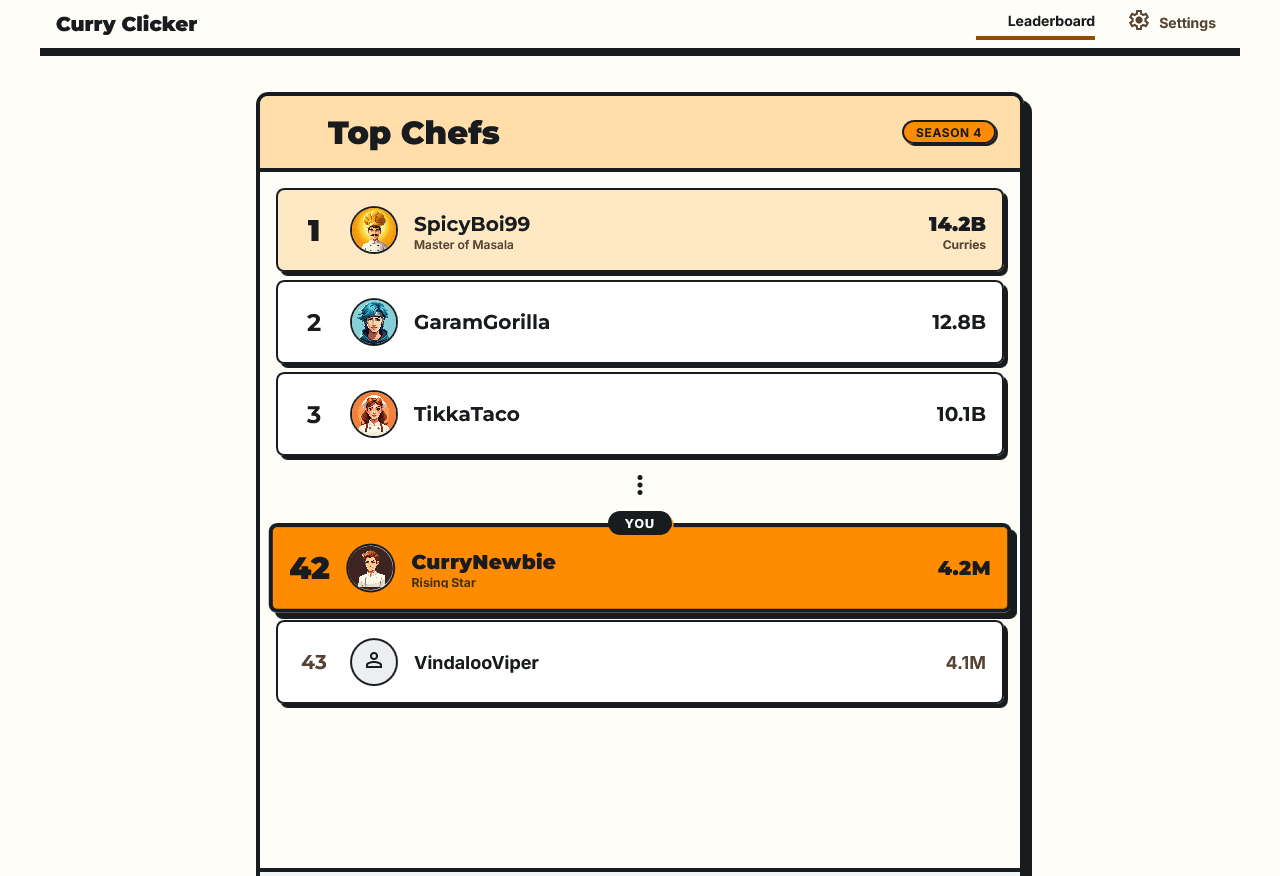 Curry Clicker
Leaderboard
Settings
Top Chefs
SEASON 4
1
SpicyBoi99
Master of Masala
14.2B
Curries
2
GaramGorilla
12.8B
3
TikkaTaco
10.1B
YOU
42
CurryNewbie
Rising Star
4.2M
43
VindalooViper
4.1M